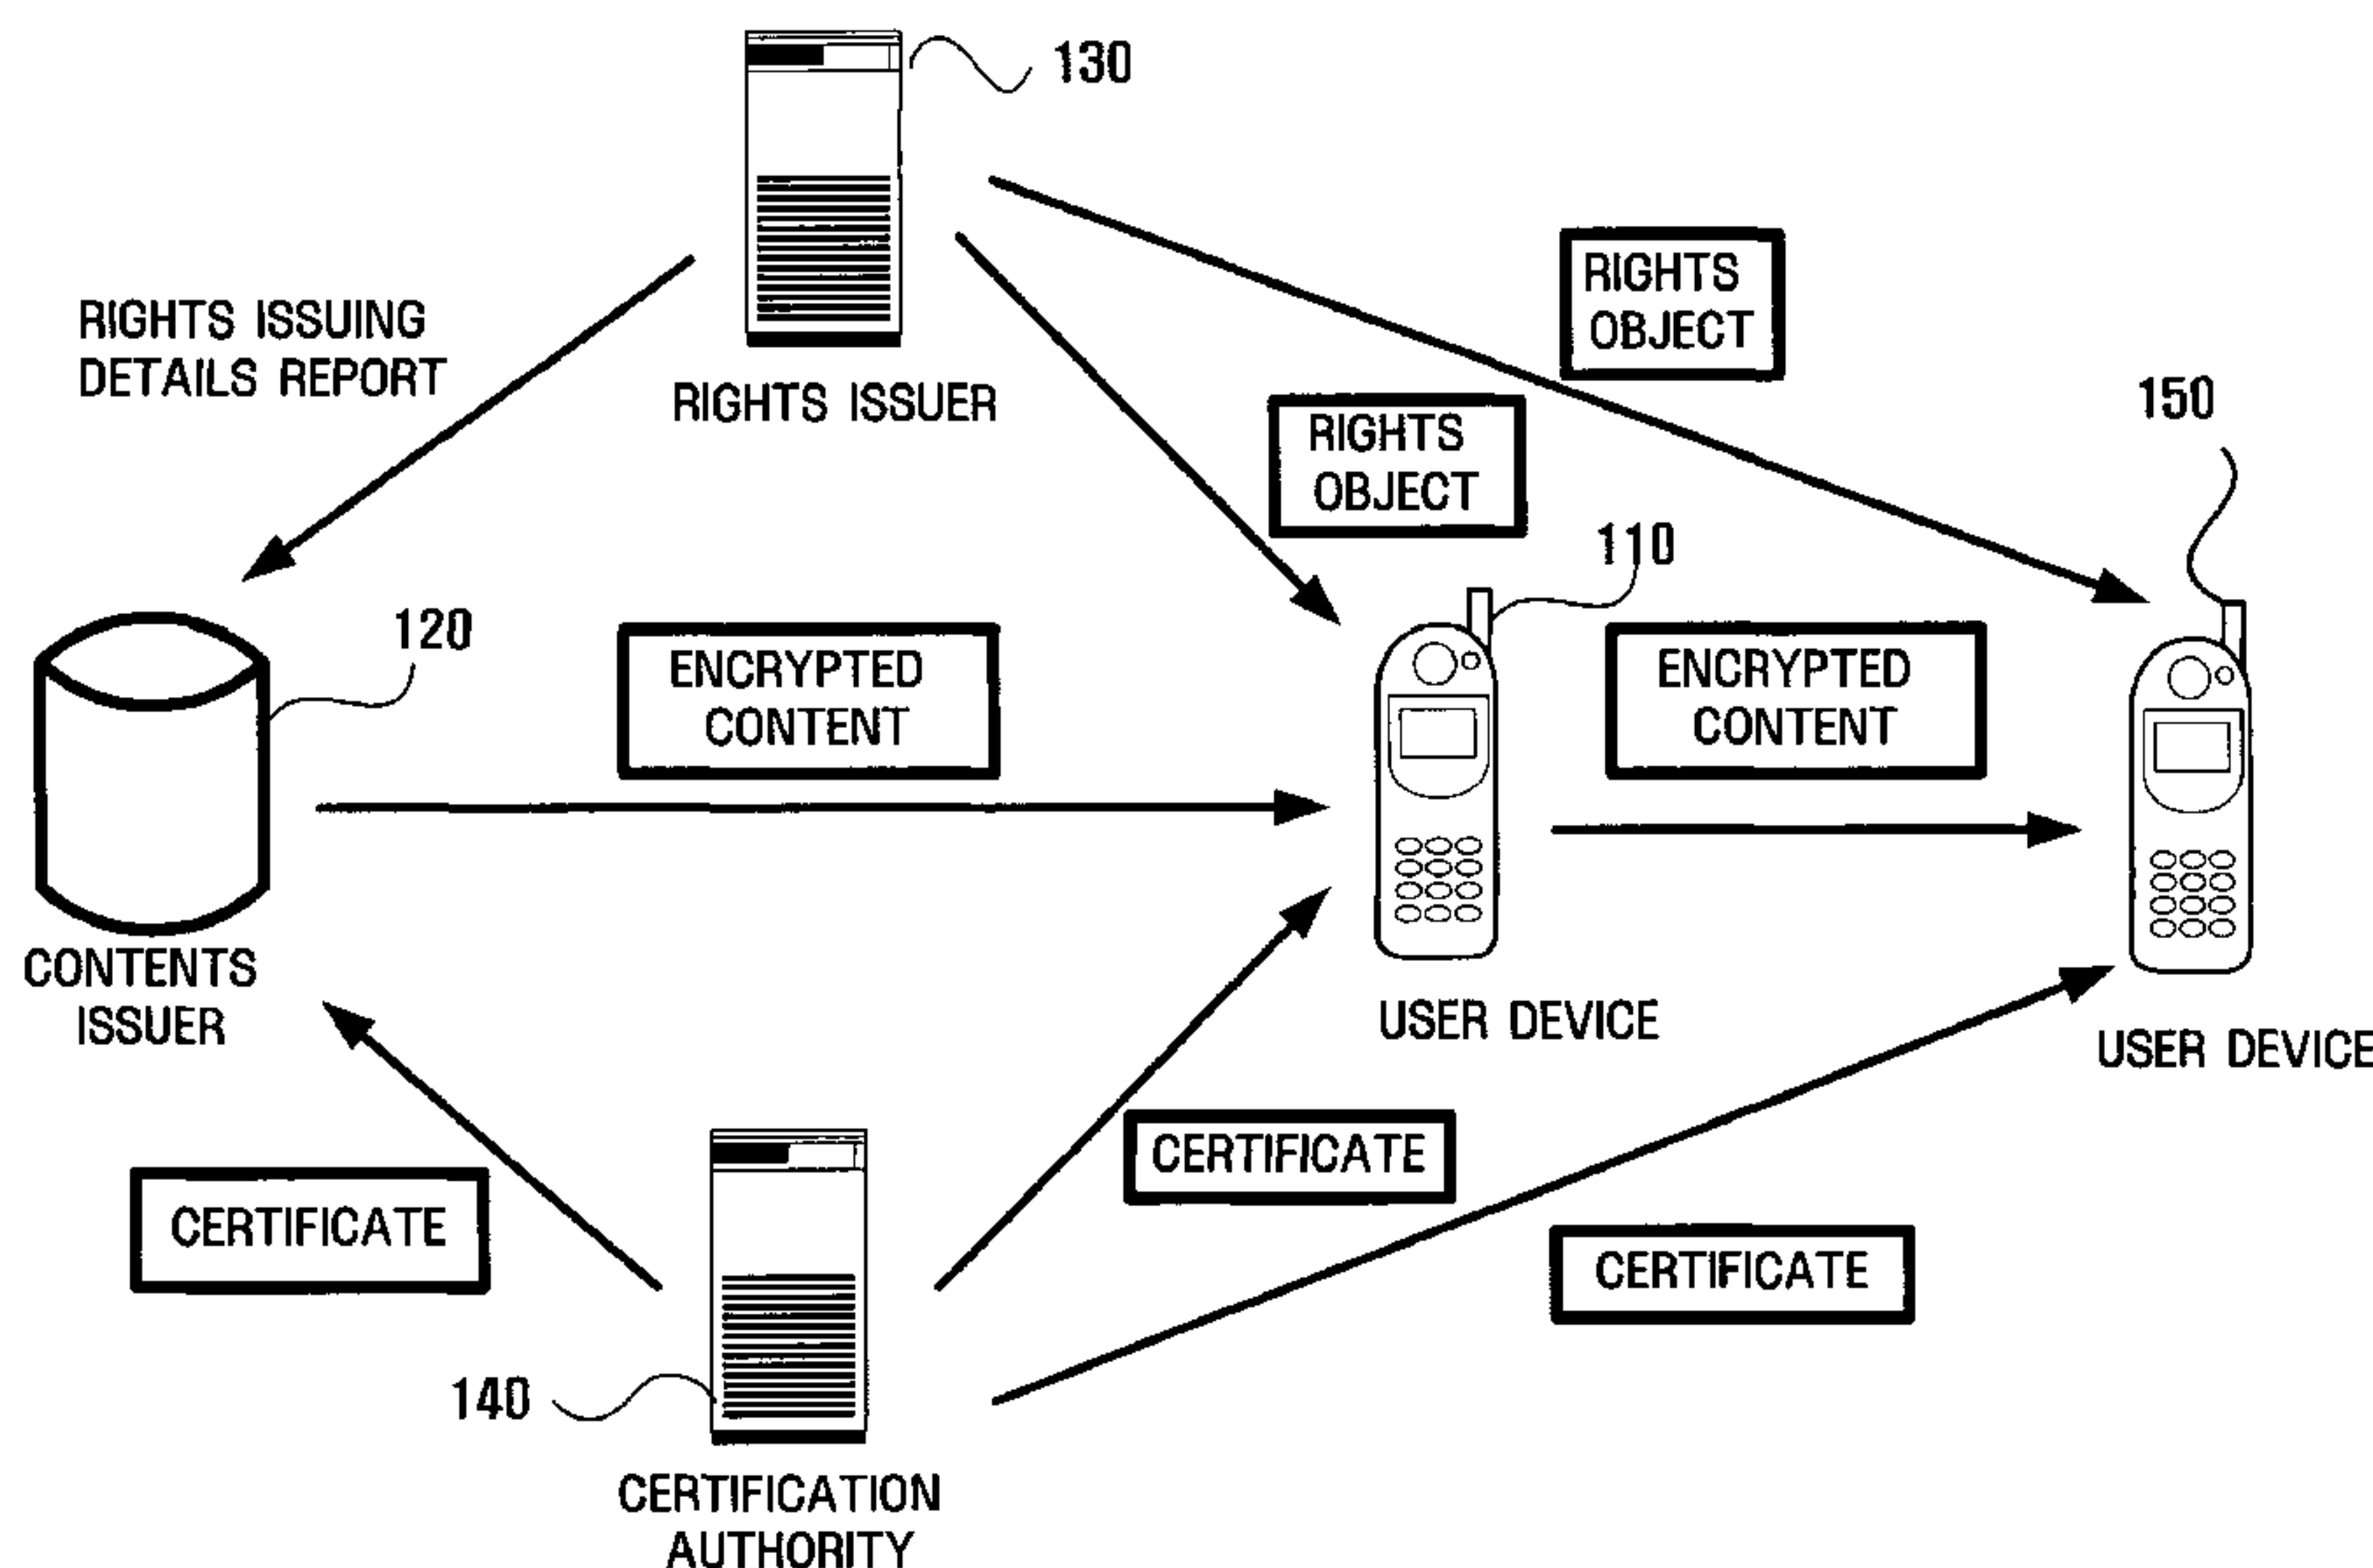 130
RIGHTS ISSUING
DETAILS REPORT
RIGHTS ISSUER
RIGHTS
OBJECT
RIGHTS
OBJECT
150
110
120
ENCRYPTED
CONTENT
ENCRYPTED
CONTENT
CONTENTS
ISSUER
USER DEVICE
USER DEVICE
CERTIFICATE
CERTIFICATE
CERTIFICATE
140
CERTIFICATION
AUTHORITY